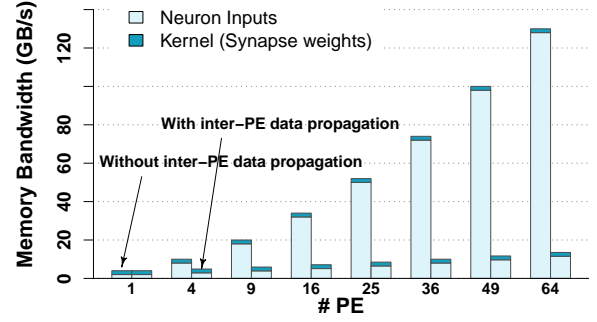 Neuron Inputs
Kernel (Synapse weights)
Memory Bandwidth (GB/s)
120
80
60
40
20
0
With inter−PE data propagation
Without inter−PE data propagation
1 4 9 16 25 36 49 64
# PE